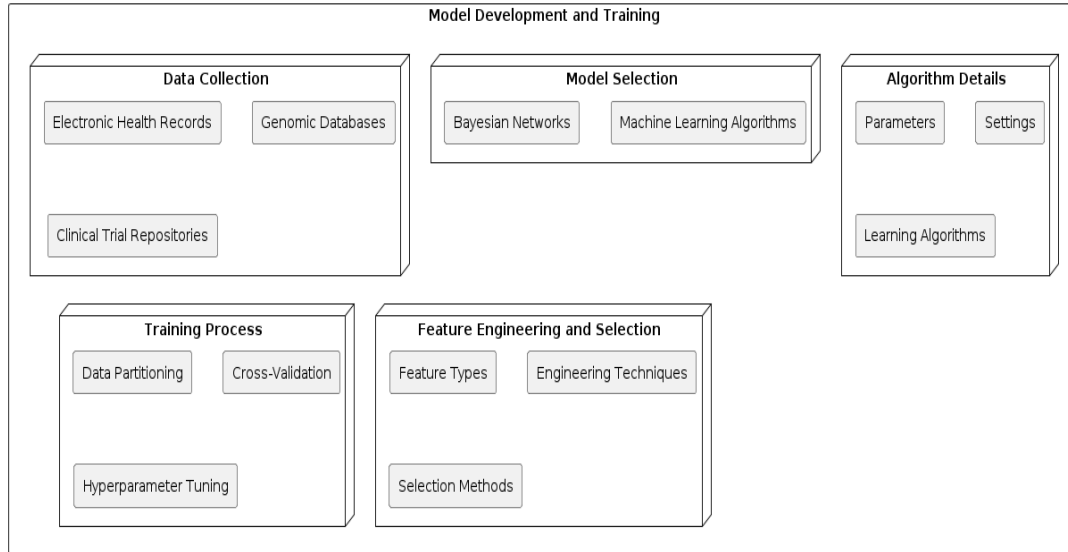 Model Development and Training
Data Collection
Electronic Health Records
Genomic Databases
Clinical Trial Repositories
Model Selection
Bayesian Networks
Machine Learning Algorithms
Algorithm Details
Parameters
Settings
Learning Algorithms
Training Process
Data Partitioning
Cross-Validation
Hyperparameter Tuning
Feature Engineering and Selection
Feature Types
Engineering Techniques
Selection Methods